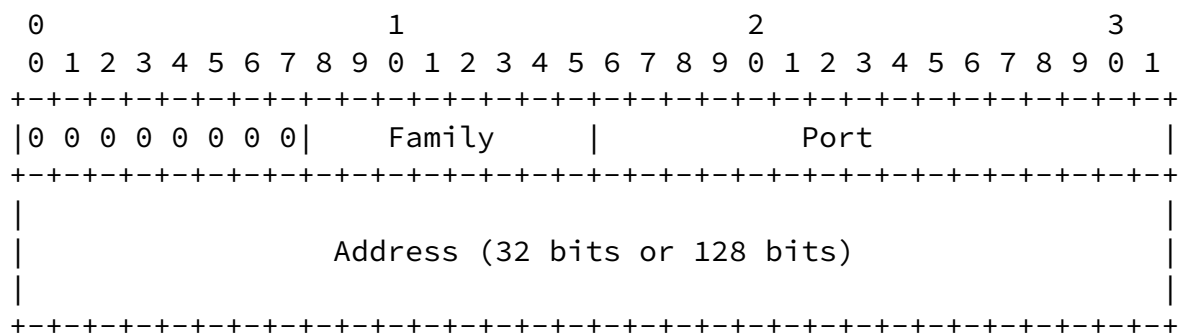 0                   1                   2                   3
 0 1 2 3 4 5 6 7 8 9 0 1 2 3 4 5 6 7 8 9 0 1 2 3 4 5 6 7 8 9 0 1
+-+-+-+-+-+-+-+-+-+-+-+-+-+-+-+-+-+-+-+-+-+-+-+-+-+-+-+-+-+-+-+-+
|0 0 0 0 0 0 0 0|    Family     |           Port                |
+-+-+-+-+-+-+-+-+-+-+-+-+-+-+-+-+-+-+-+-+-+-+-+-+-+-+-+-+-+-+-+-+
|                                                               |
|                 Address (32 bits or 128 bits)                 |
|                                                               |
+-+-+-+-+-+-+-+-+-+-+-+-+-+-+-+-+-+-+-+-+-+-+-+-+-+-+-+-+-+-+-+-+